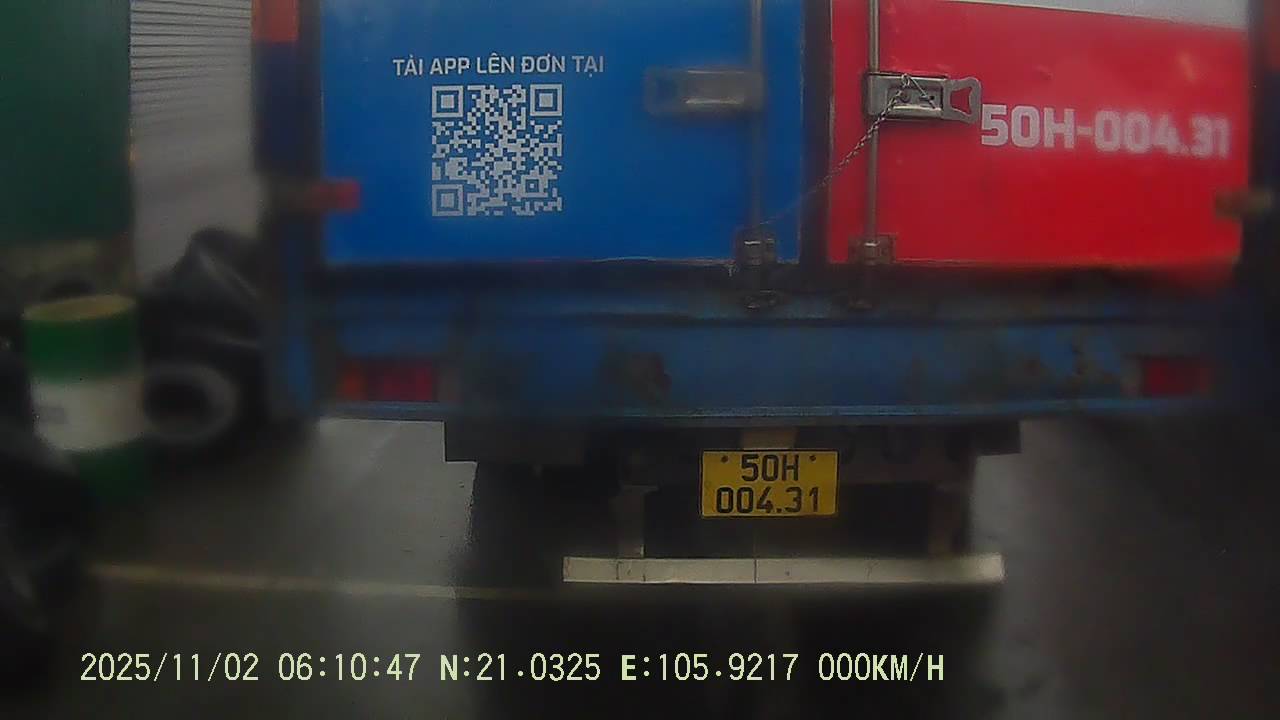 TẢI APP LÊN ĐƠN TẠI
50H-004.31
50H
004.31
2025/11/02 06:10:47 N:21.0325 E:105.9217 000KM/H